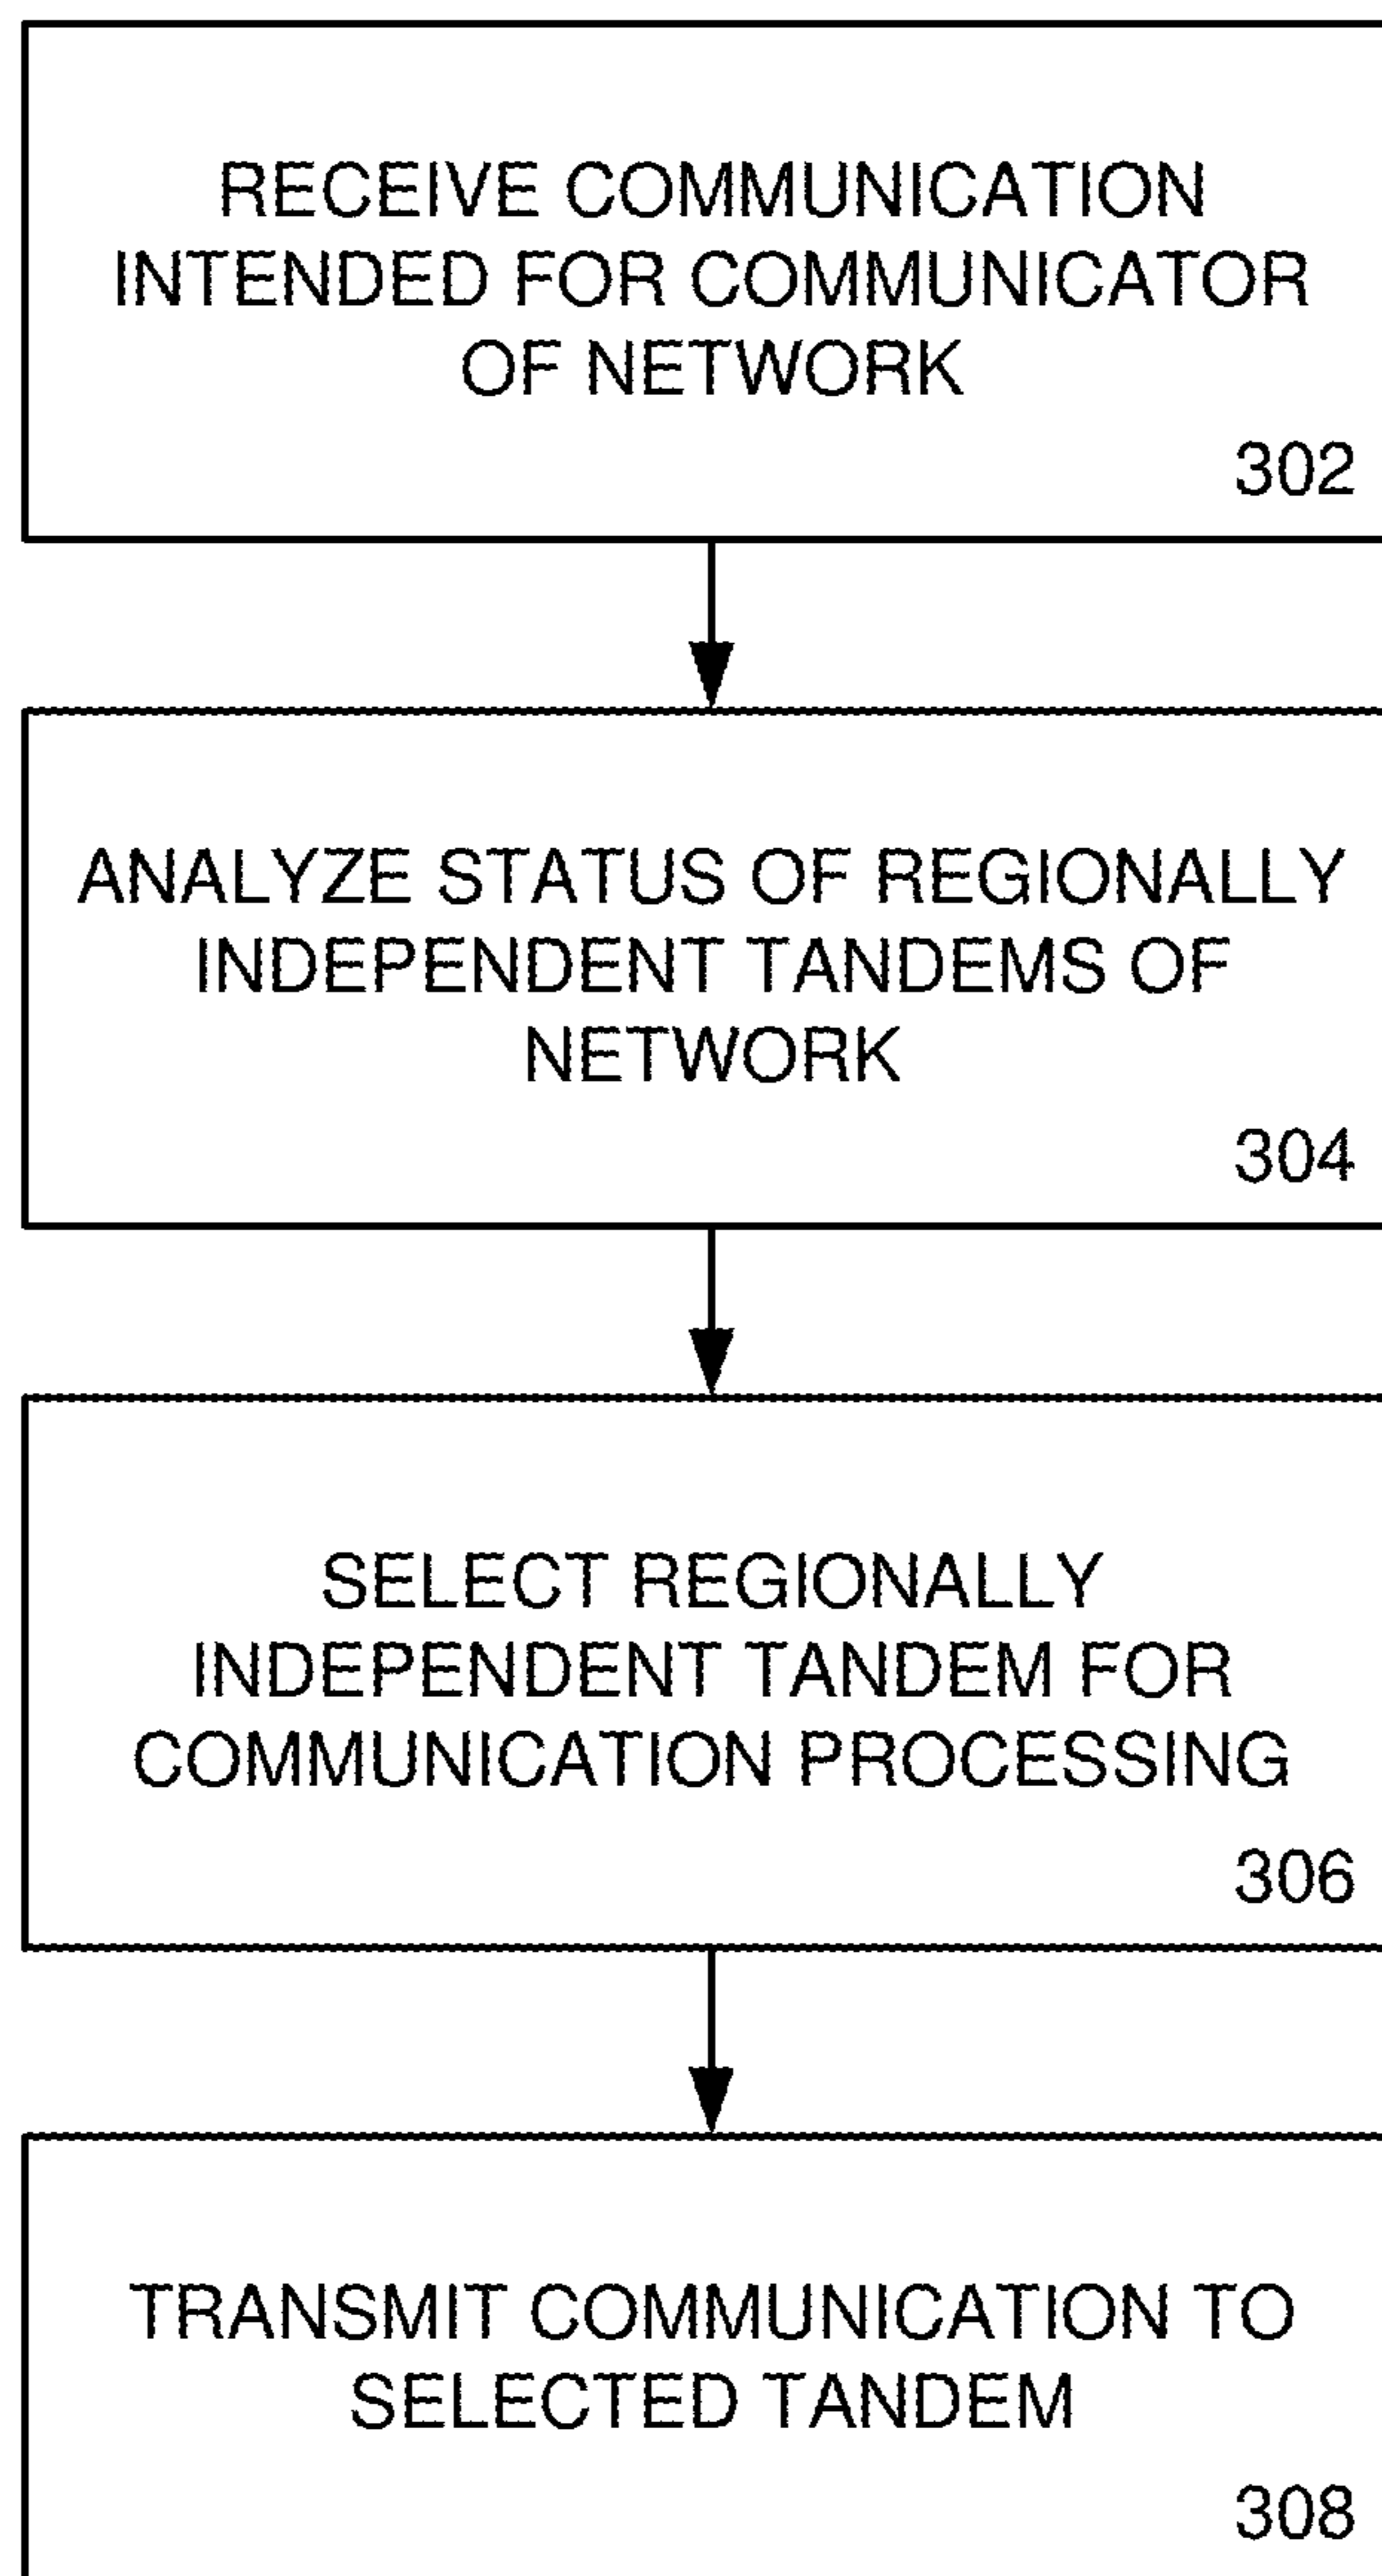 RECEIVE COMMUNICATION
INTENDED FOR COMMUNICATOR
OF NETWORK
302
ANALYZE STATUS OF REGIONALLY
INDEPENDENT TANDEMS OF
NETWORK
304
SELECT REGIONALLY
INDEPENDENT TANDEM FOR
COMMUNICATION PROCESSING
306
TRANSMIT COMMUNICATION TO
SELECTED TANDEM
308